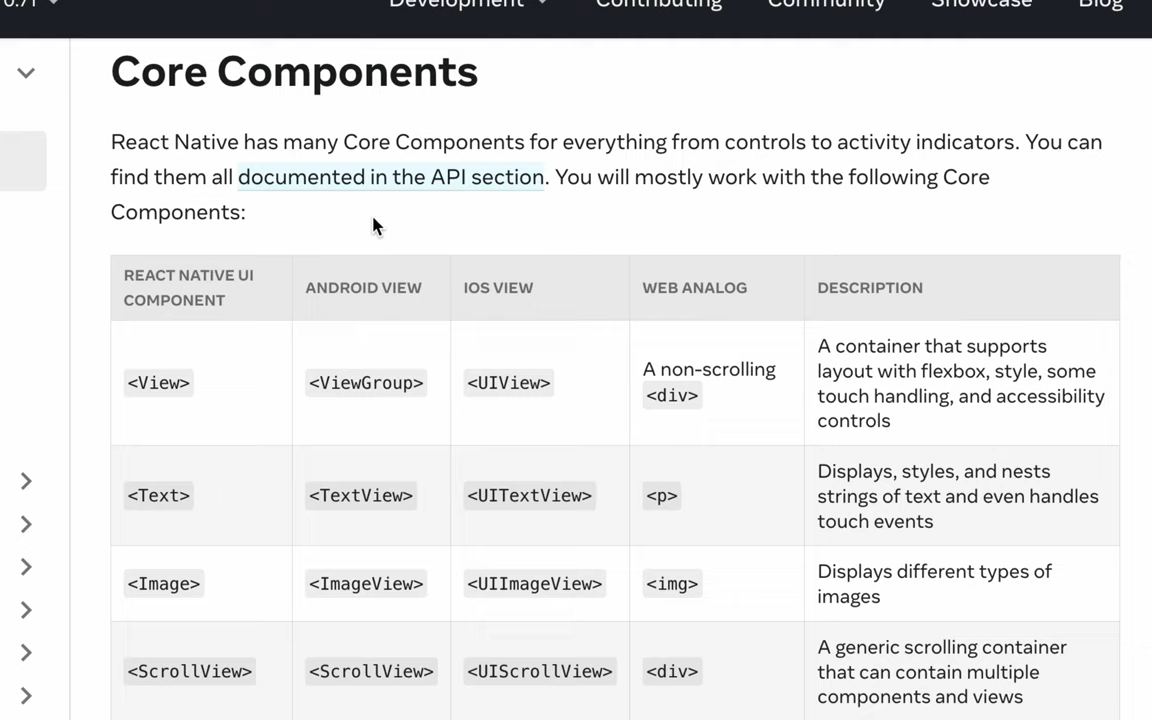 0.71
Development
Contributing
Community
Showcase
Blog
Core Components
React Native has many Core Components for everything from controls to activity indicators. You can
find them all documented in the API section. You will mostly work with the following Core
Components:
REACT NATIVE UI
COMPONENT
ANDROID VIEW
IOS VIEW
WEB ANALOG
DESCRIPTION
<View>
<ViewGroup>
<UIView>
A non-scrolling
<div>
A container that supports
layout with flexbox, style, some
touch handling, and accessibility
controls
<Text>
<TextView>
<UITextView>
<p>
Displays, styles, and nests
strings of text and even handles
touch events
<Image>
<ImageView>
<UIImageView>
<img>
Displays different types of
images
<ScrollView>
<ScrollView>
<UIScrollView>
<div>
A generic scrolling container
that can contain multiple
components and views